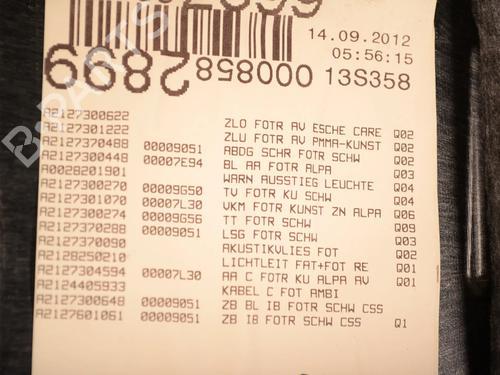 14.09.2012
05:56:15
2899 000858 13S358
A2127300622 ZLO FOTR AV ESCHE CARE Q02
A2127301222 ZLU FOTR AV PMMA-KUNST Q02
A2127370488 00009051 ABDG SCHR FOTR SCHW Q02
A2127300448 00007E94 BL AA FOTR ALPA Q02
A0028201901 WARN AUSSTIEG LEUCHTE Q03
A2127300270 00009G50 TV FOTR KU SCHW Q04
A2127301070 00007L30 VKM FOTR KUNST ZN ALPA Q06
A2127300274 00009G56 TT FOTR SCHW Q09
A2127370288 00009051 LSG FOTR SCHW Q03
A2127370090 AKUSTIKVLIES FOT Q02
A2128250210 LICHTLEIT FAT+FOT RE Q01
A2127304594 00007L30 AA C FOTR KU ALPA AV Q01
A2124405933 KABEL C FOT AMBI
A2127300648 00009051 ZB BL IB FOTR SCHW CSS
A2127601061 00009051 ZB IB FOTR SCHW CSS Q1
B-PARTS